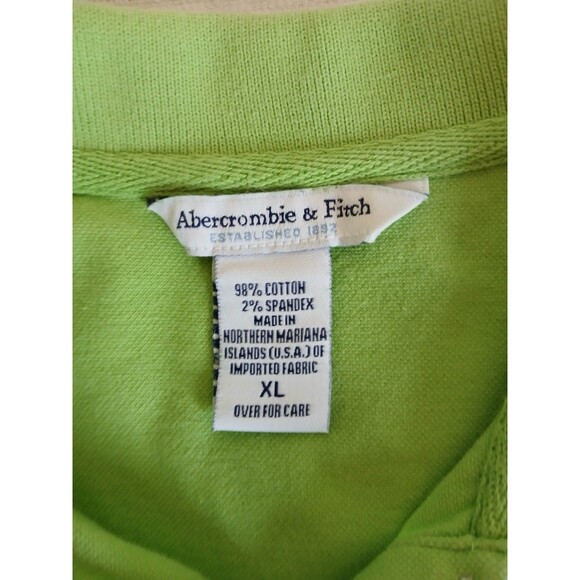 Abercrombie & Fitch
ESTABLISHED 1892
98% COTTON
2% SPANDEX
MADE IN
NORTHERN MARIANA
ISLANDS (U.S.A.) OF
IMPORTED FABRIC
XL
OVER FOR CARE